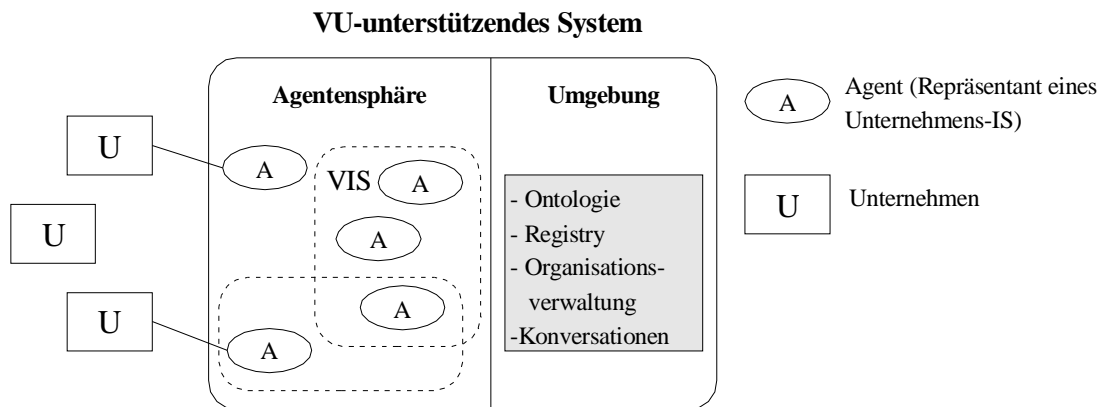 VU-unterstützendes System
Agentensphäre
Umgebung
A
Agent (Repräsentant eines
Unternehmens-IS)
U
A
VIS
A
- Ontologie
- Registry
- Organisations-
verwaltung
-Konversationen
U
Unternehmen
U
A
A
U
A